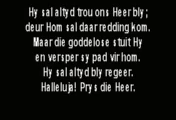 Hy sal altyd trou ons Heer bly;
deur Hom sal daar redding kom.
Maar die goddelose stuit Hy
en versper sy pad vir hom.
Hy sal altyd bly regeer.
Halleluja! Prys die Heer.